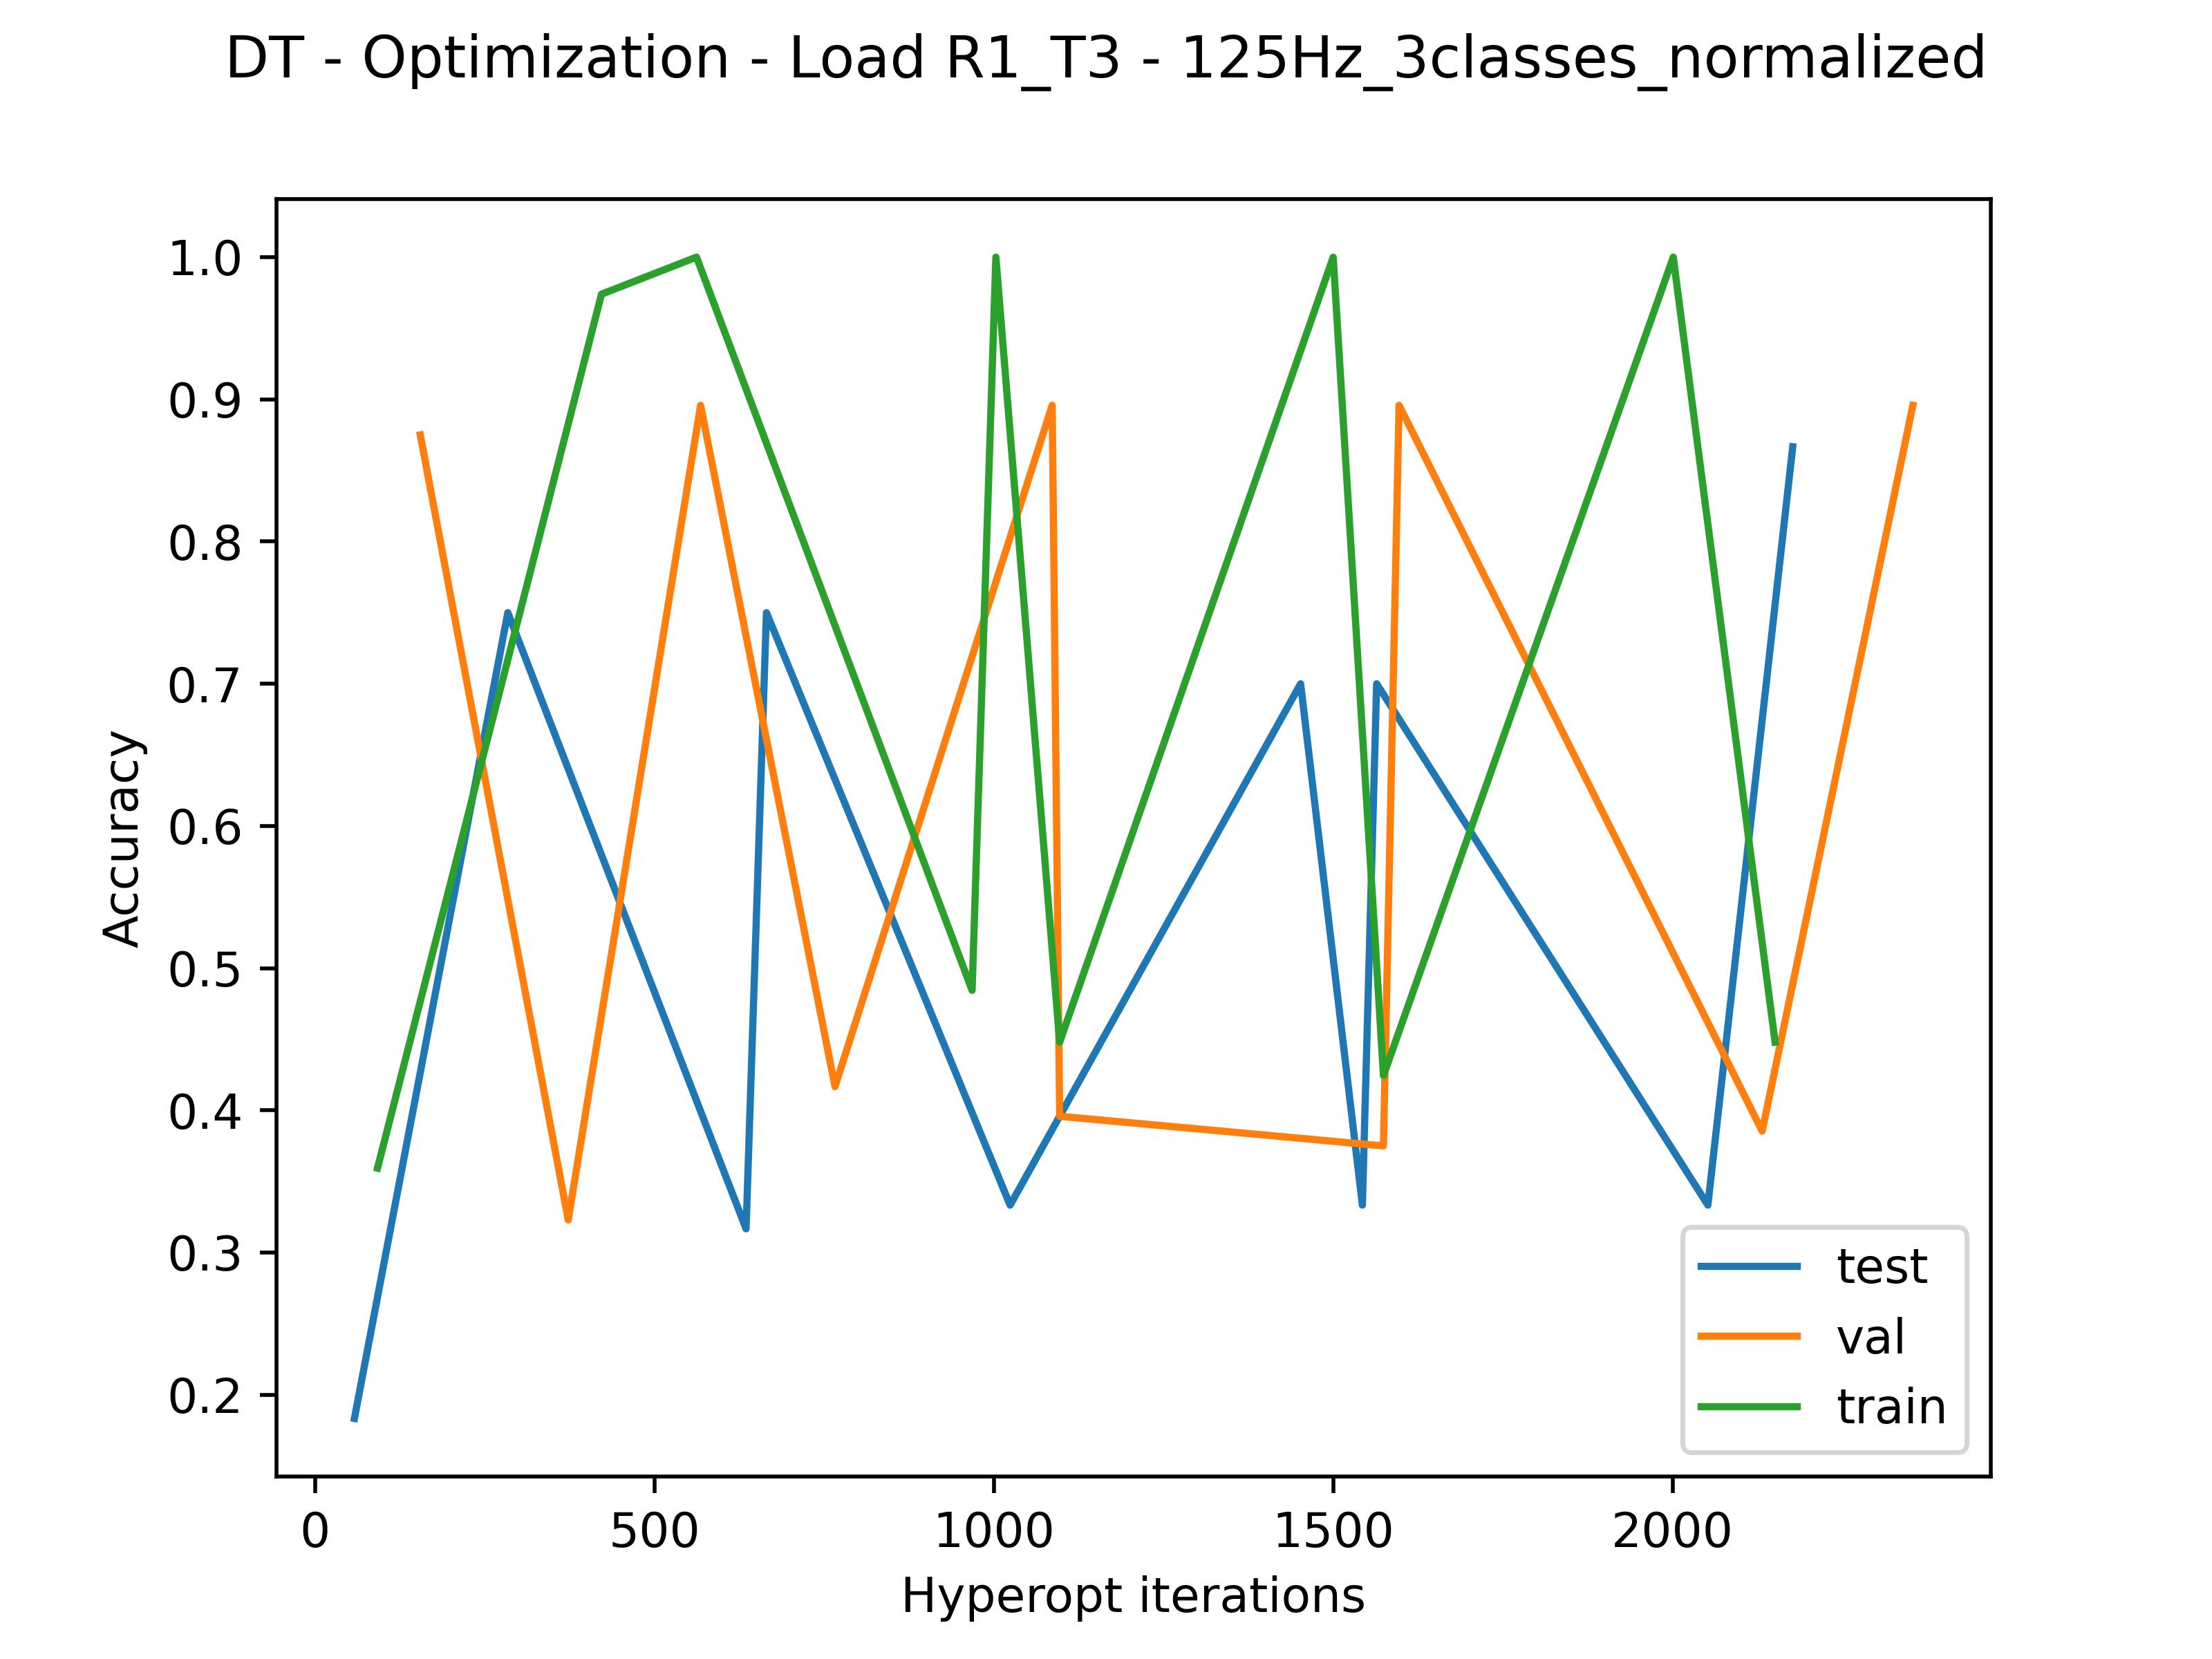 DT - Optimization - Load R1_T3 - 125Hz_3classes_normalized
1.0
0.9
0.8
0.7
0.6
0.5
0.4
0.3
0.2
Accuracy
test
val
train
0 500 1000 1500 2000
Hyperopt iterations